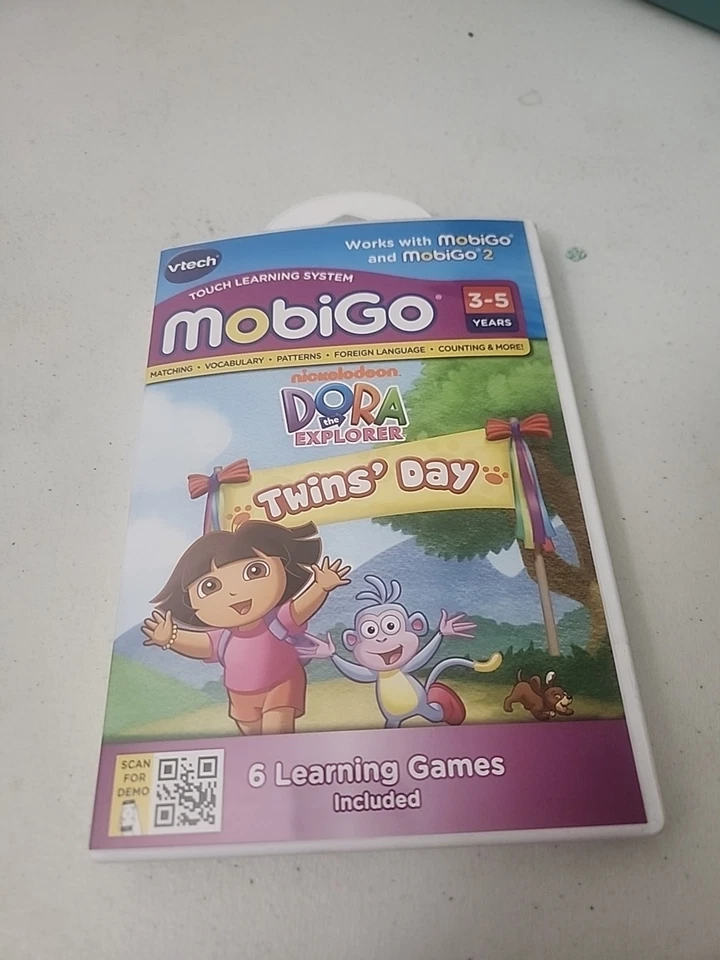 vtech®
Works with MobiGo®
and MobiGo® 2
TOUCH LEARNING SYSTEM
MobiGo®
3-5
YEARS
MATCHING • VOCABULARY • PATTERNS • FOREIGN LANGUAGE • COUNTING & MORE!
nickelodeon
DORA
the
EXPLORER
Twins' Day
SCAN
FOR
DEMO
6 Learning Games
Included